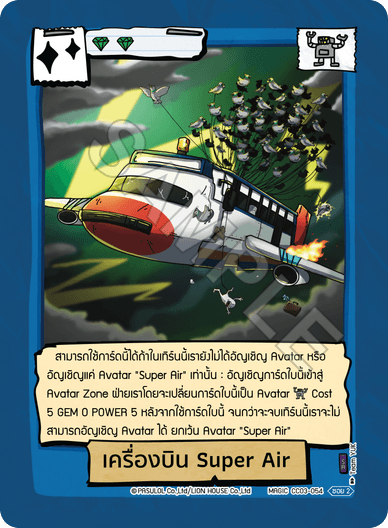 SAMPLE
สามารถใช้การ์ดนี้ได้ถ้าในเทิร์นนี้เรายังไม่ได้อัญเชิญ Avatar หรือ
อัญเชิญแค่ Avatar "Super Air" เท่านั้น : อัญเชิญการ์ดใบนี้เข้าสู่
Avatar Zone ฝ่ายเราโดยจะเปลี่ยนการ์ดใบนี้เป็น Avatar Cost
5 GEM 0 POWER 5 หลังจากใช้การ์ดใบนี้ จนกว่าจะจบเทิร์นนี้เราจะไม่
สามารถอัญเชิญ Avatar ได้ ยกเว้น Avatar "Super Air"
เครื่องบิน Super Air
Team YUK
©PASULOL Co.,Ltd/LION HOUSE Co.,Ltd MAGIC CC03-054 ซอม 2